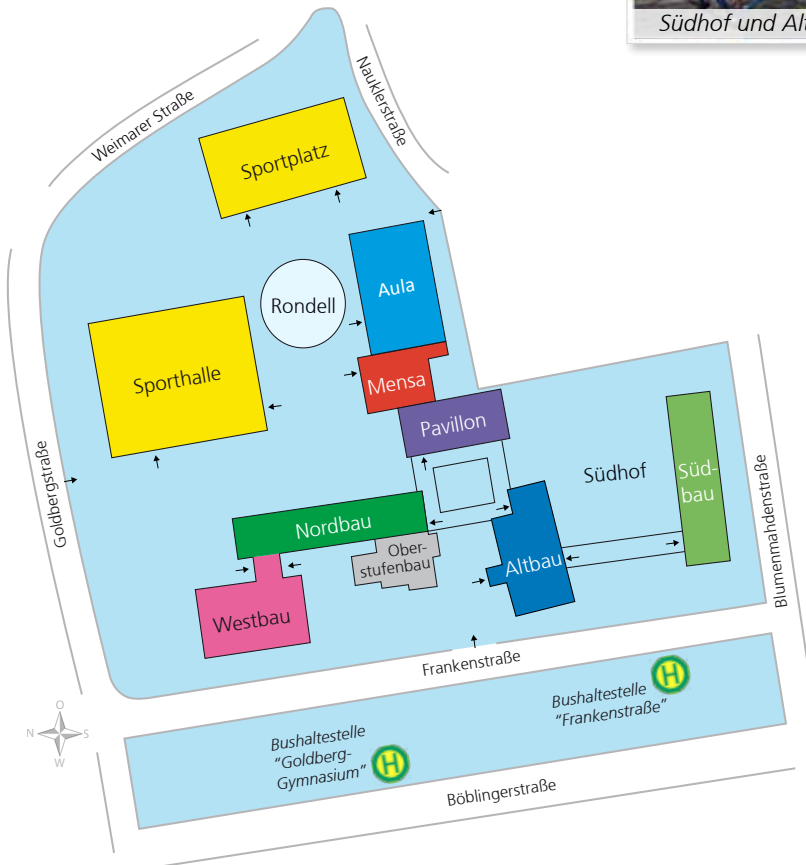 Südhof und Alt
Nauklerstraße
Weimarer Straße
Sportplatz
Aula
Rondell
Sporthalle
Mensa
Pavillon
Goldbergstraße
Südhof
Süd-
bau
Blumenmahdenstraße
Nordbau
Ober-
stufenbau
Altbau
Westbau
Frankenstraße
O
N
S
W
Bushaltestelle
“Frankenstraße”
H
Bushaltestelle
“Goldberg-
Gymnasium”
H
Böblingerstraße